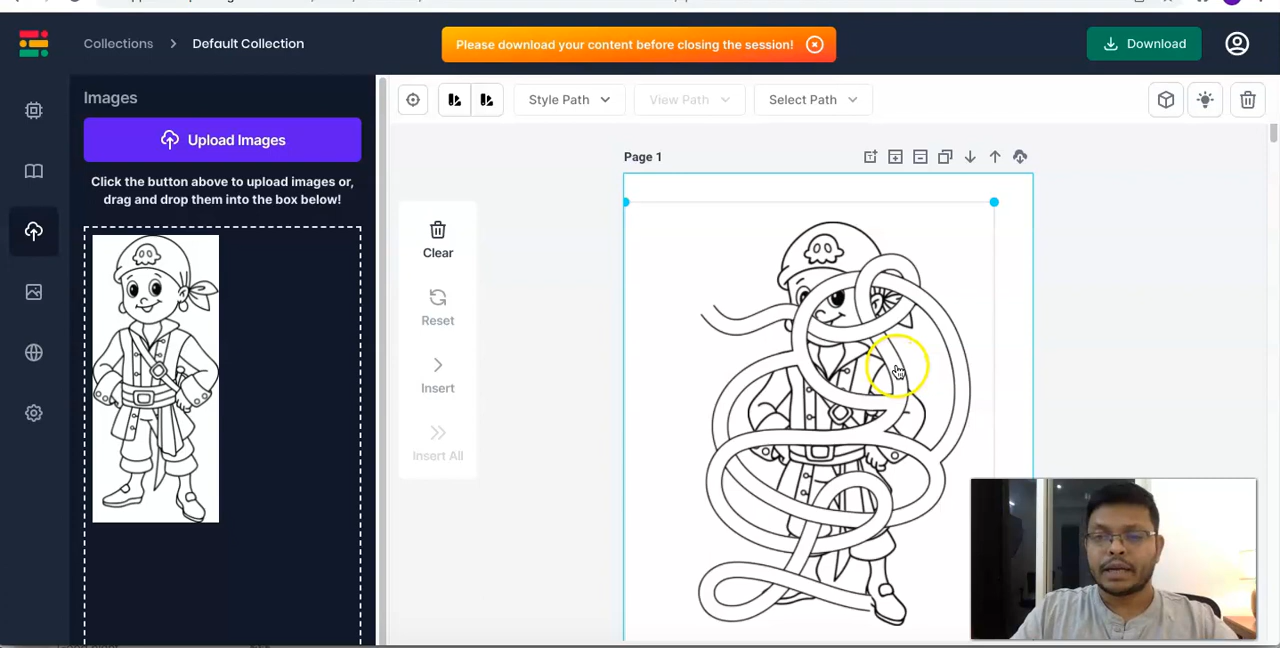 Collections > Default Collection
Please download your content before closing the session!
Download
Images
Upload Images
Click the button above to upload images or,
drag and drop them into the box below!
Style Path
View Path
Select Path
Page 1
Clear
Reset
Insert
Insert All